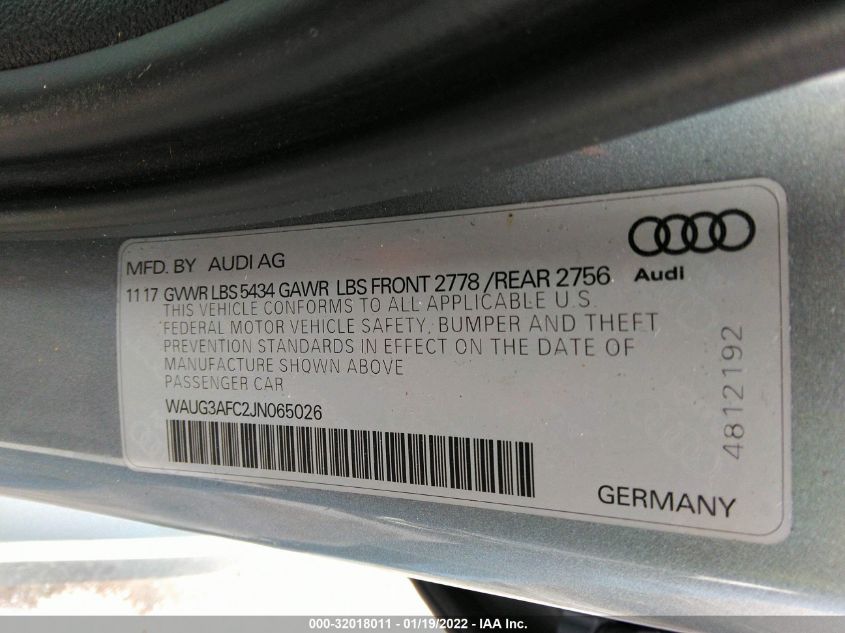 MFD. BY AUDI AG
Audi
11 17 GVWR LBS 5434 GAWR LBS FRONT 2778 /REAR 2756
THIS VEHICLE CONFORMS TO ALL APPLICABLE U.S.
FEDERAL MOTOR VEHICLE SAFETY, BUMPER AND THEFT
PREVENTION STANDARDS IN EFFECT ON THE DATE OF
MANUFACTURE SHOWN ABOVE
PASSENGER CAR
WAUG3AFC2JN065026
4812192
GERMANY
000-32018011 - 01/19/2022 - IAA Inc.